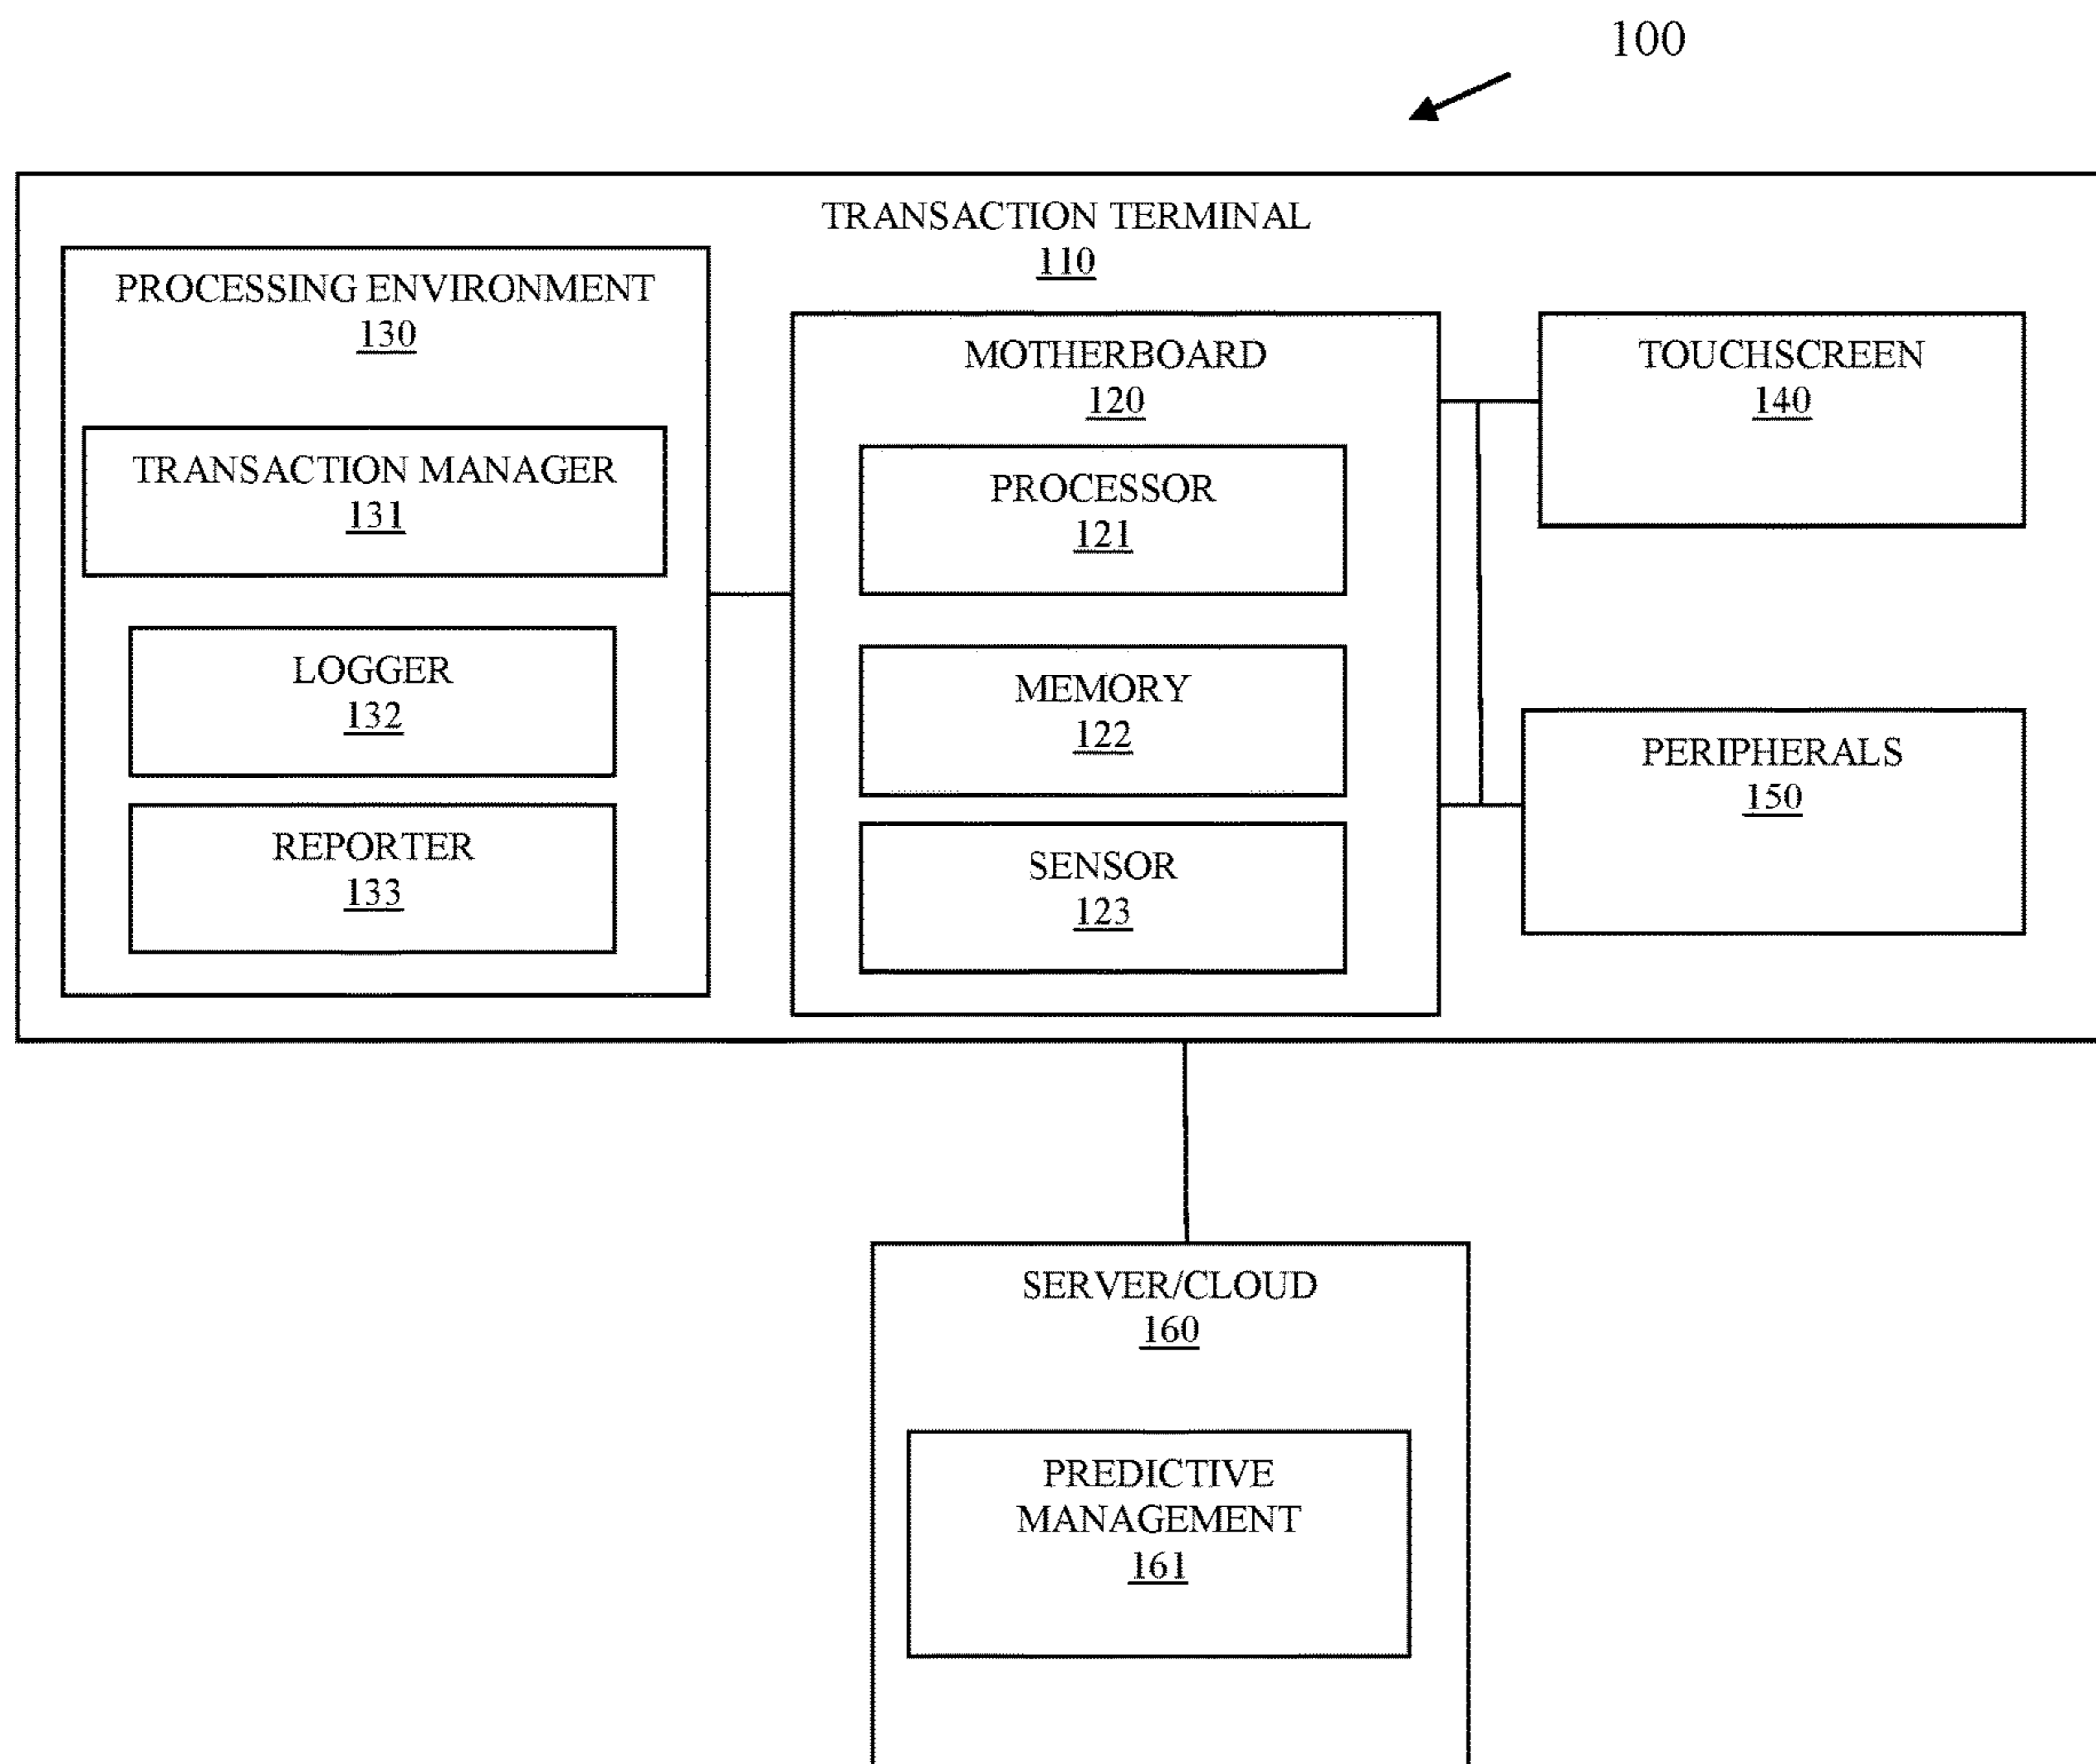 100
TRANSACTION TERMINAL
110
PROCESSING ENVIRONMENT
130
TRANSACTION MANAGER
131
LOGGER
132
REPORTER
133
MOTHERBOARD
120
PROCESSOR
121
MEMORY
122
SENSOR
123
TOUCHSCREEN
140
PERIPHERALS
150
SERVER/CLOUD
160
PREDICTIVE
MANAGEMENT
161